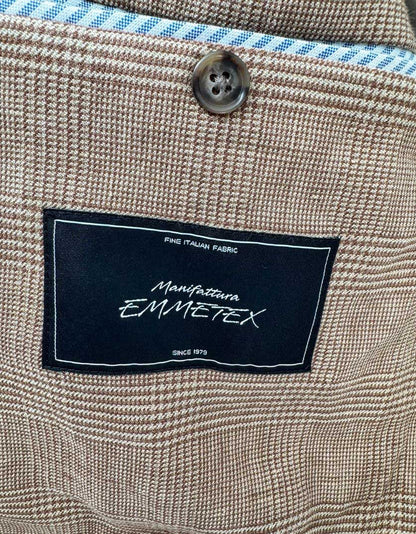 FINE ITALIAN FABRIC
Manifattura
EMMETEX
SINCE 1979